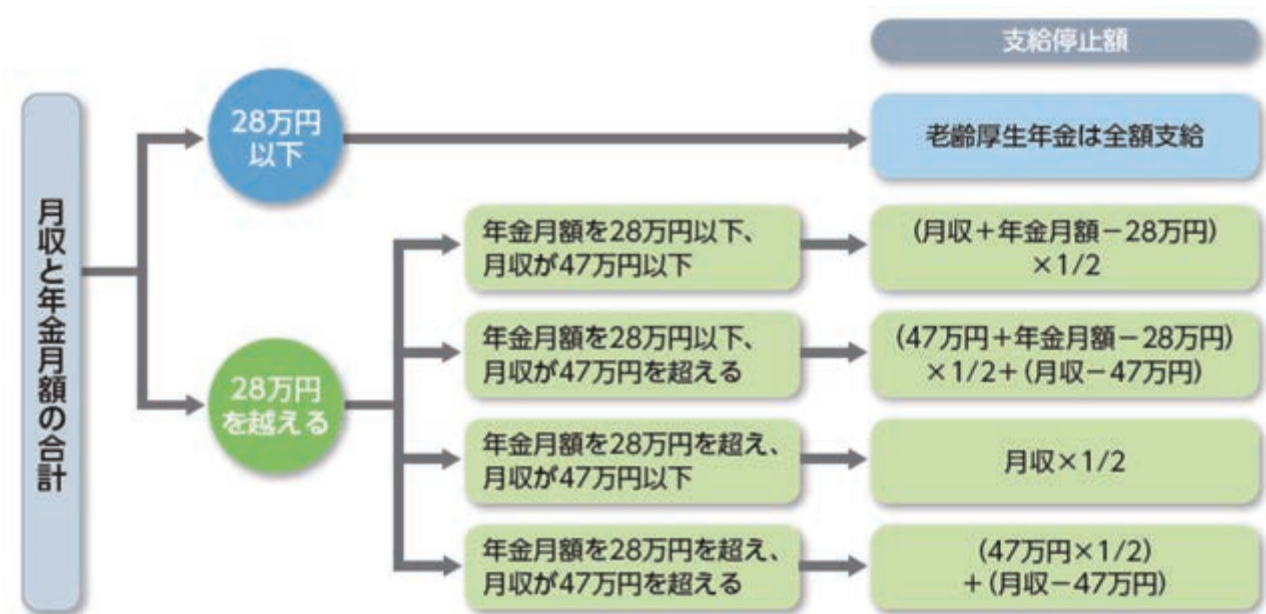 支給停止額
月収と年金月額の合計
28万円
以下
老齢厚生年金は全額支給
28万円
を越える
年金月額を28万円以下、
月収が47万円以下
(月収+年金月額-28万円)
×1/2
年金月額を28万円以下、
月収が47万円を超える
(47万円+年金月額-28万円)
×1/2+(月収-47万円)
年金月額を28万円を超え、
月収が47万円以下
月収×1/2
年金月額を28万円を超え、
月収が47万円を超える
(47万円×1/2)
+(月収-47万円)